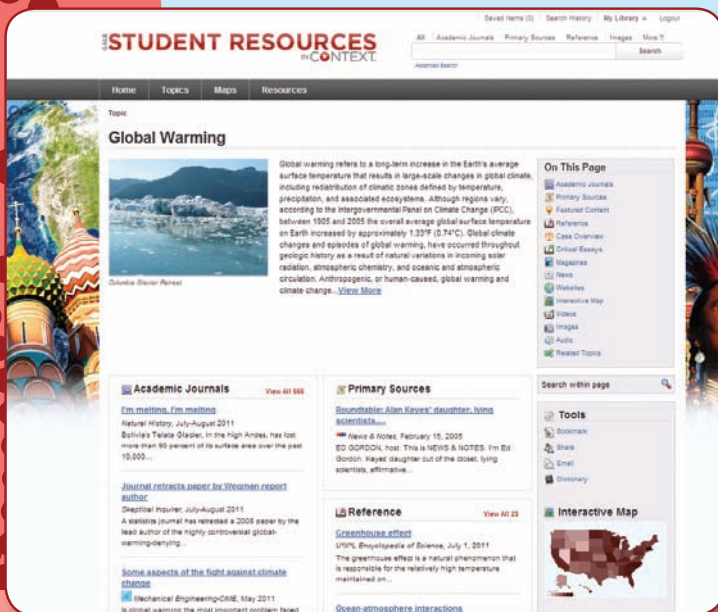 Saved Items (0) Search History My Library Logout
GALE
STUDENT RESOURCES
IN CONTEXT
All Academic Journals Primary Sources Reference Images More
Search
Advanced Search
Home Topics Maps Resources
Topic
Global Warming
Columbia Glacier Retreat.
Global warming refers to a long-term increase in the Earth's average
surface temperature that results in large-scale changes in global climate,
including redistribution of climatic zones defined by temperature,
precipitation, and associated ecosystems. Although regions vary,
according to the Intergovernmental Panel on Climate Change (IPCC),
between 1905 and 2005 the overall average global surface temperature
on Earth increased by approximately 1.33°F (0.74°C). Global climate
changes and episodes of global warming, have occurred throughout
geologic history as a result of natural variations in incoming solar
radiation, atmospheric chemistry, and oceanic and atmospheric
circulation. Anthropogenic, or human-caused, global warming and
climate change...View More
On This Page
Academic Journals
Primary Sources
Featured Content
Reference
Case Overview
Critical Essays
Magazines
News
Websites
Interactive Map
Videos
Images
Audio
Related Topics
Search within page
Tools
Bookmark
Share
Email
Dictionary
Interactive Map
Academic Journals View All 666
I'm melting, I'm melting
Natural History, July-August 2011
Bolivia's Telata Glacier, in the high Andes, has lost
more than 90 percent of its surface area over the past
10,000...
Journal retracts paper by Wegman report
author
Skeptical Inquirer, July-August 2011
A statistics journal has retracted a 2008 paper by the
lead author of the highly controversial global-
warming-denying...
Some aspects of the fight against climate
change
Mechanical Engineering-CIME, May 2011
Is global warming the most important problem faced
Primary Sources
Roundtable: Alan Keyes' daughter, lying
scientists,...
News & Notes, February 15, 2005
ED GORDON, host: This is NEWS & NOTES. I'm Ed
Gordon. Keyes' daughter out of the closet, lying
scientists, affirmative...
Reference View All 23
Greenhouse effect
UXL Encyclopedia of Science, July 1, 2011
The greenhouse effect is a natural phenomenon that
is responsible for the relatively high temperature
maintained on...
Ocean-atmosphere interactions